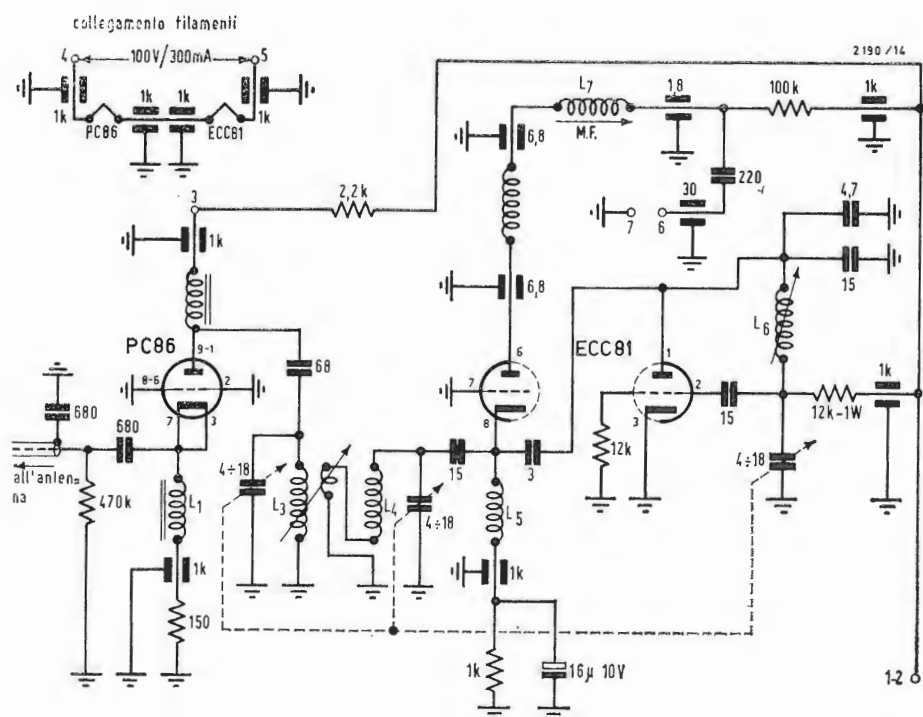 collegamento filamenti
4
100V/300mA
5
1k
1k
1k
1k
PC86
ECC81
2190/14
L7
M.F.
1,8
100k
1k
6,8
220
30
7
6
4,7
15
3
2,2k
1k
6,8
PC86
9-1
8-6
2
7
3
68
6
7
8
ECC81
1
2
3
L6
15
12k-1W
1k
680
680
all'anten=
na
470k
L1
1k
150
4÷18
L3
L4
4÷18
15
3
L5
1k
12k
4÷18
1k
16μ 10V
1-2